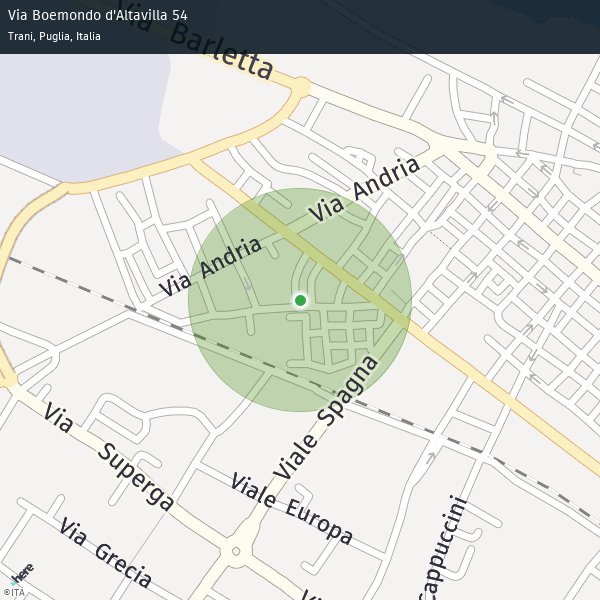 Via Boemondo d'Altavilla 54
Trani, Puglia, Italia
Via Barletta
Via Andria
Via Andria
Viale Spagna
Via Superga
Viale Europa
Via Grecia
cappuccini
Vi
here
©ITA